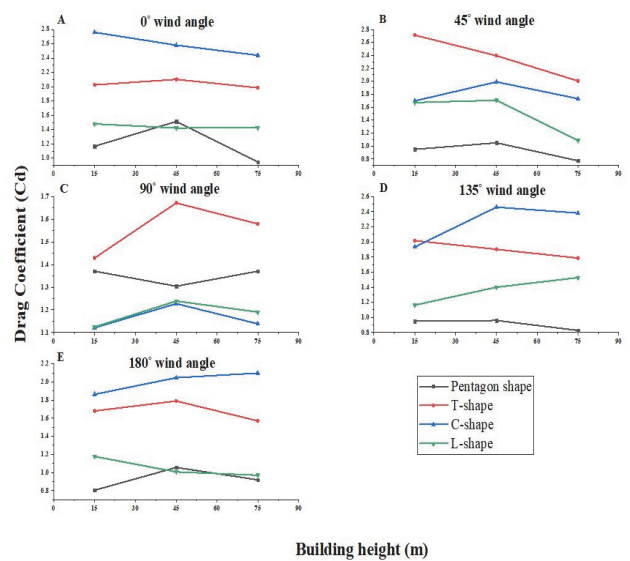 A
0° wind angle
2.8
2.6
2.4
2.2
2.0
1.8
1.6
1.4
1.2
1.0
0 15 30 45 60 75 90
B
45° wind angle
2.8
2.6
2.4
2.2
2.0
1.8
1.6
1.4
1.2
1.0
0.8
0 15 30 45 60 75 90
C
90° wind angle
1.7
1.6
1.5
1.4
1.3
1.2
1.1
0 15 30 45 60 75 90
D
135° wind angle
2.6
2.4
2.2
2.0
1.8
1.6
1.4
1.2
1.0
0.8
0 15 30 45 60 75 90
E
180° wind angle
2.2
2.0
1.8
1.6
1.4
1.2
1.0
0.8
0 15 30 45 60 75 90
Pentagon shape
T-shape
C-shape
L-shape
Drag Coefficient (Cd)
Building height (m)